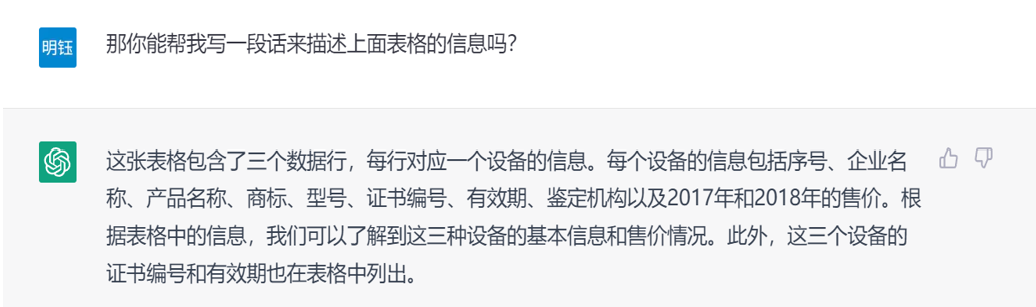 明钰
那你能帮我写一段话来描述上面表格的信息吗？
这张表格包含了三个数据行，每行对应一个设备的信息。每个设备的信息包括序号、企业名
称、产品名称、商标、型号、证书编号、有效期、鉴定机构以及2017年和2018年的售价。根
据表格中的信息，我们可以了解到这三种设备的基本信息和售价情况。此外，这三个设备的
证书编号和有效期也在表格中列出。